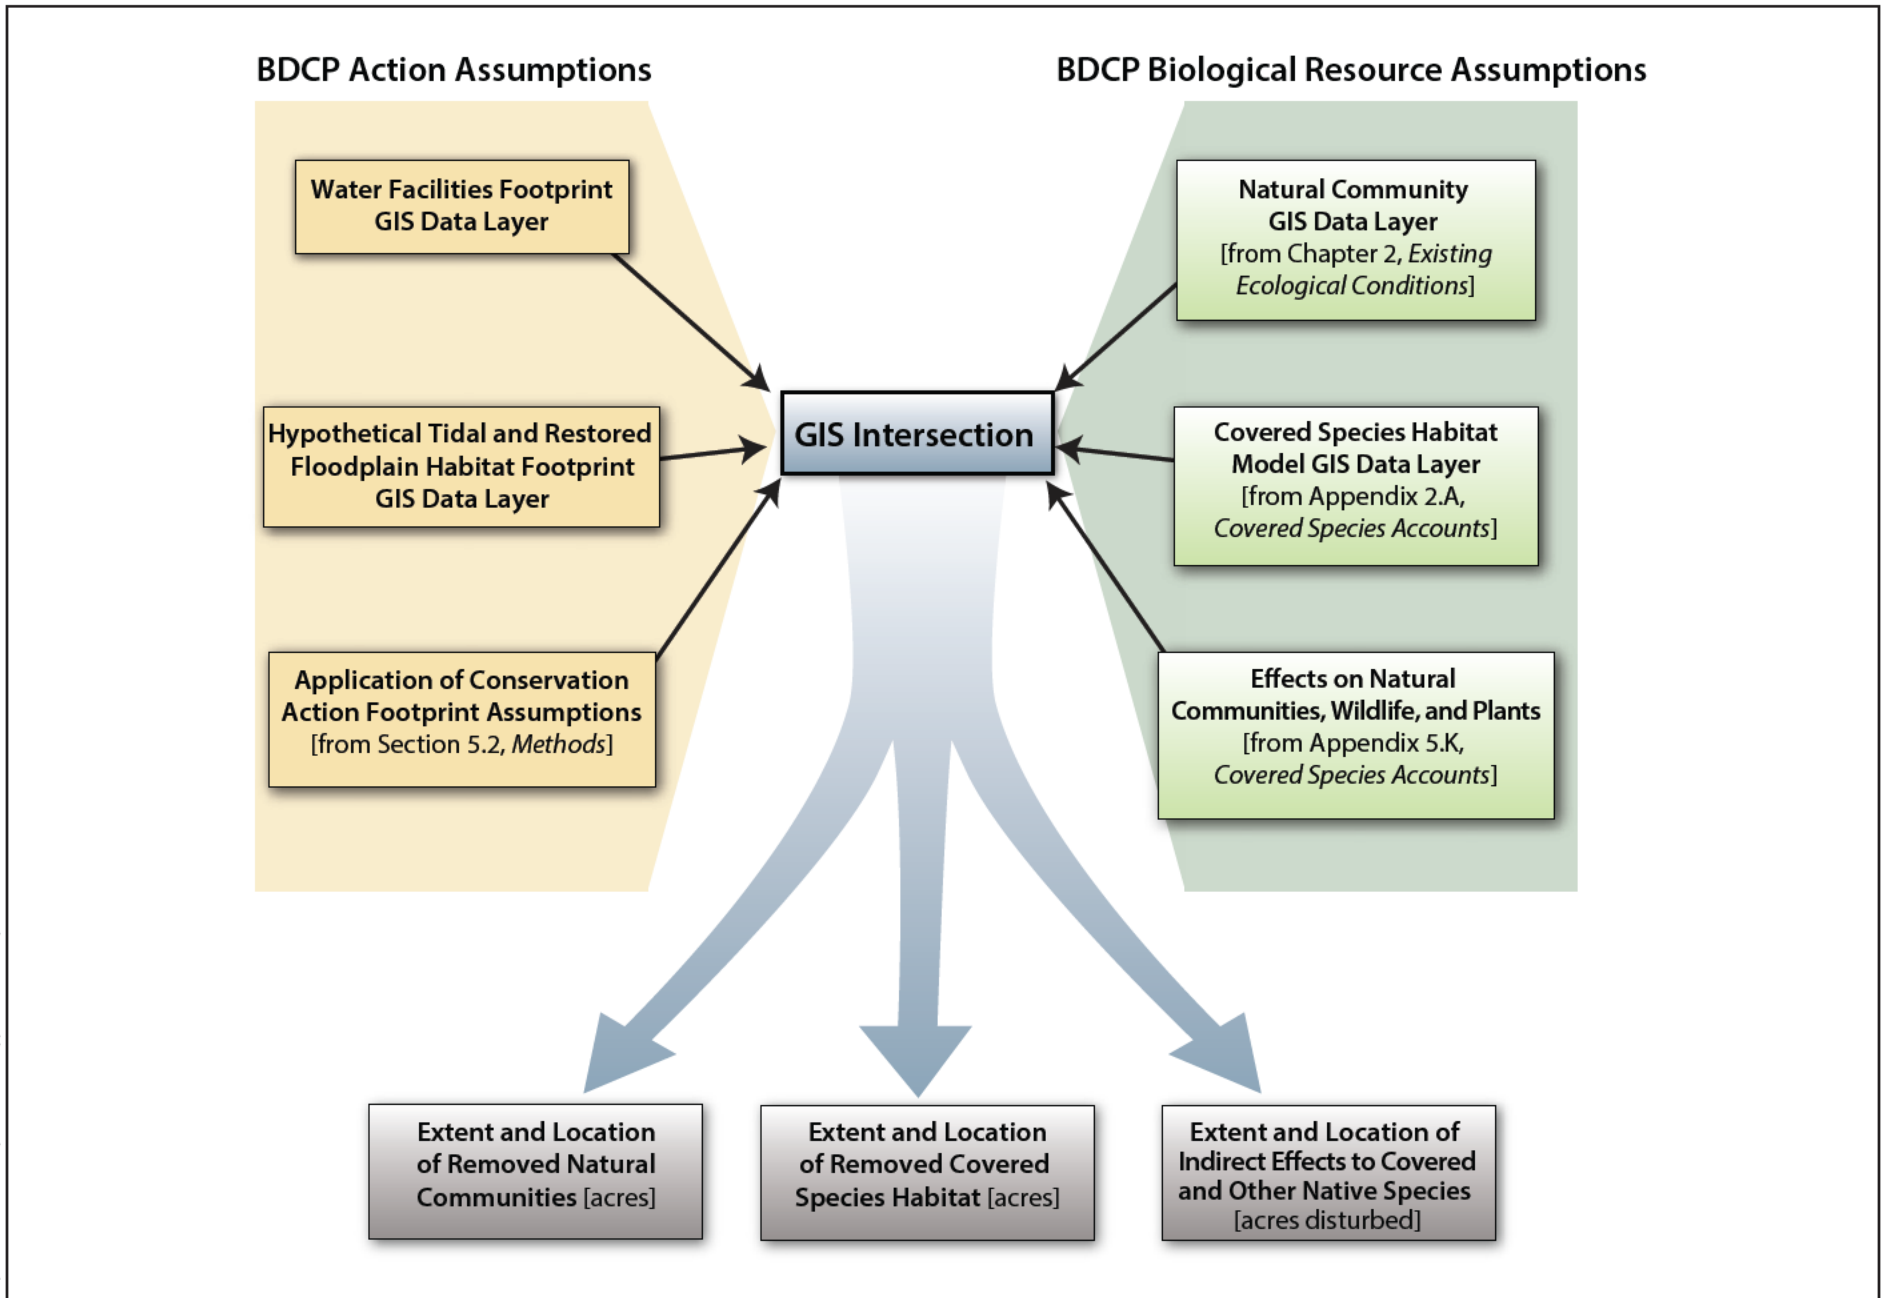 BDCP Action Assumptions
BDCP Biological Resource Assumptions
Water Facilities Footprint
GIS Data Layer
Hypothetical Tidal and Restored
Floodplain Habitat Footprint
GIS Data Layer
Application of Conservation
Action Footprint Assumptions
[from Section 5.2, Methods]
GIS Intersection
Natural Community
GIS Data Layer
[from Chapter 2, Existing
Ecological Conditions]
Covered Species Habitat
Model GIS Data Layer
[from Appendix 2.A,
Covered Species Accounts]
Effects on Natural
Communities, Wildlife, and Plants
[from Appendix 5.K,
Covered Species Accounts]
Extent and Location
of Removed Natural
Communities [acres]
Extent and Location
of Removed Covered
Species Habitat [acres]
Extent and Location of
Indirect Effects to Covered
and Other Native Species
[acres disturbed]